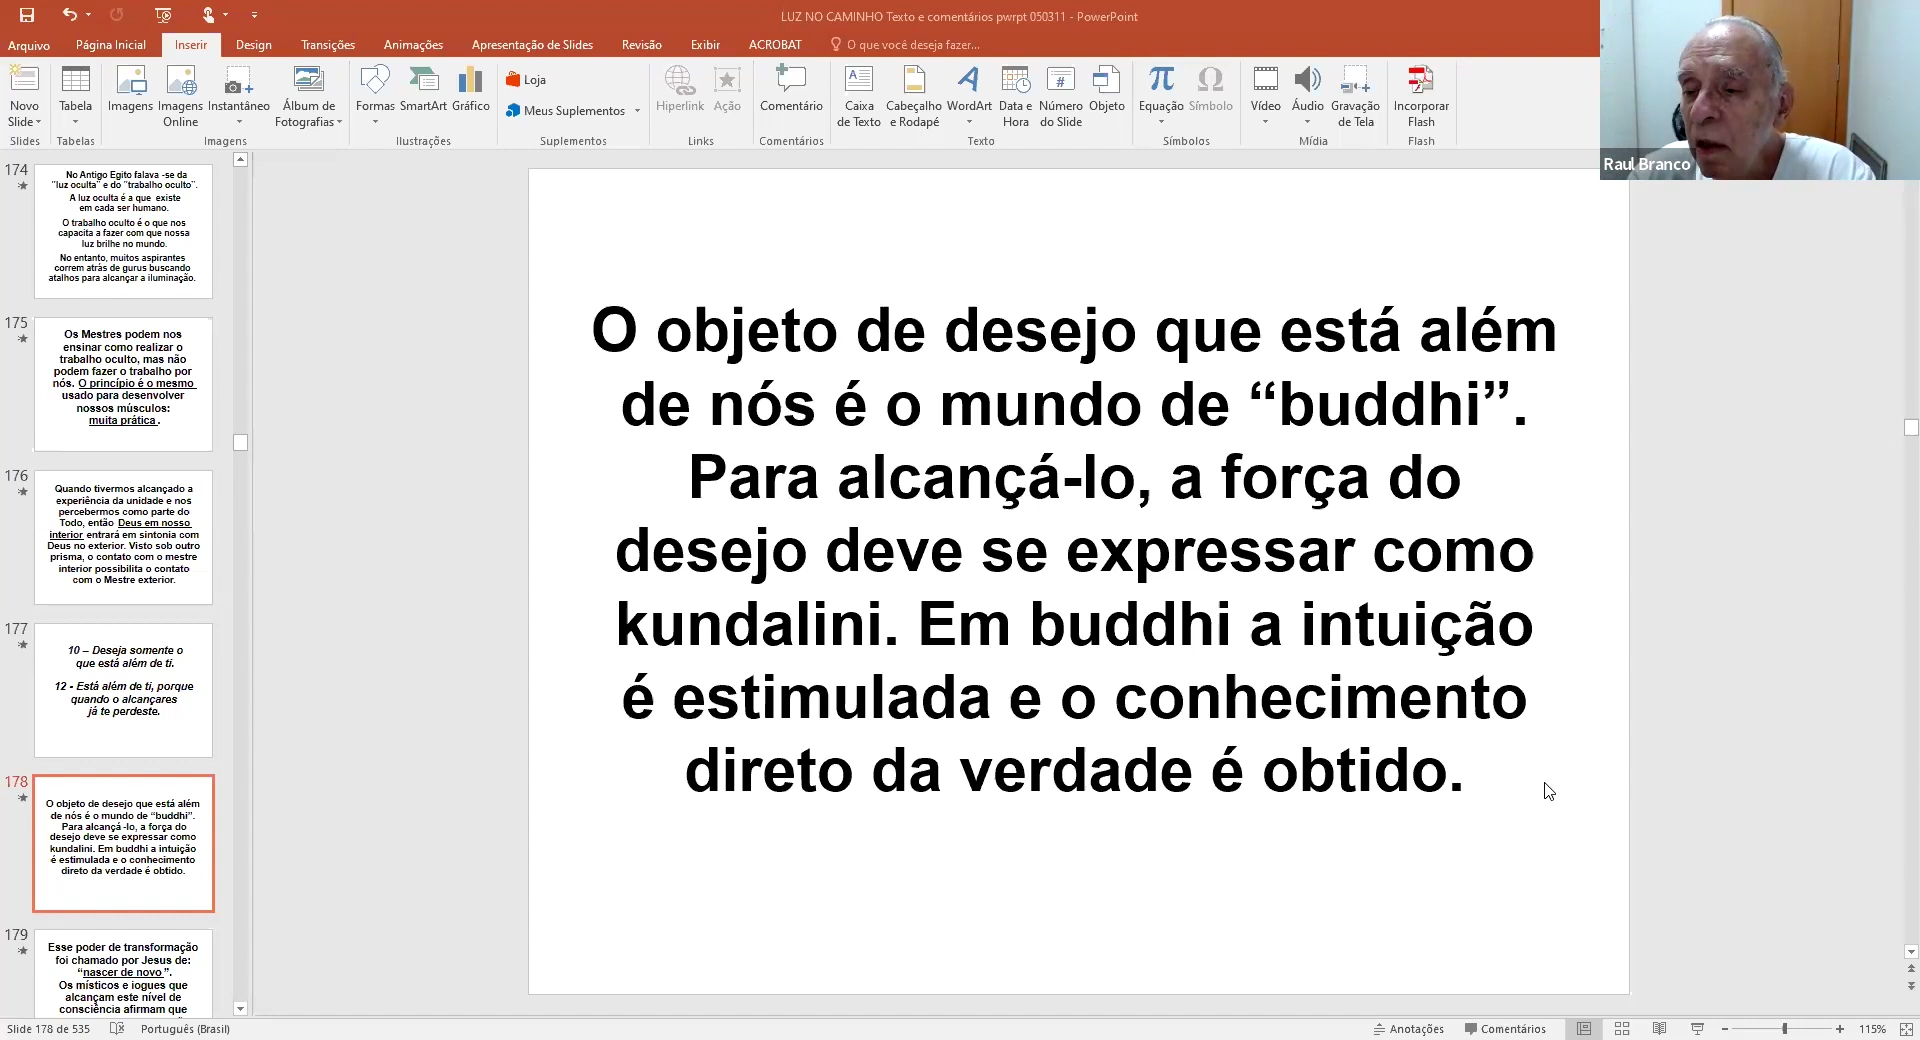 LUZ NO CAMINHO Texto e comentários pwrpt 050311 - PowerPoint
Arquivo Página Inicial Inserir Design Transições Animações Apresentação de Slides Revisão Exibir ACROBAT O que você deseja fazer...
Novo Slide
Tabela
Imagens
Imagens Online
Instantâneo
Álbum de Fotografias
Formas
SmartArt
Gráfico
Loja
Meus Suplementos
Hiperlink
Ação
Comentário
Caixa de Texto
Cabeçalho e Rodapé
WordArt
Data e Hora
Número do Slide
Objeto
Equação
Símbolo
Vídeo
Áudio
Gravação de Tela
Incorporar Flash
Slides Tabelas Imagens Ilustrações Suplementos Links Comentários Texto Símbolos Mídia Flash
Raul Branco
174
No Antigo Egito falava -se da
"luz oculta" e do "trabalho oculto".
A luz oculta é a que existe
em cada ser humano.
O trabalho oculto é o que nos
capacita a fazer com que nossa
luz brilhe no mundo.
No entanto, muitos aspirantes
correm atrás de gurus buscando
atalhos para alcançar a iluminação.
175
Os Mestres podem nos
ensinar como realizar o
trabalho oculto, mas não
podem fazer o trabalho por
nós. O princípio é o mesmo
usado para desenvolver
nossos músculos:
muita prática .
176
Quando tivermos alcançado a
experiência da unidade e nos
percebermos como parte do
Todo, então Deus em nosso
interior entrará em sintonia com
Deus no exterior. Visto sob outro
prisma, o contato com o mestre
interior possibilita o contato
com o Mestre exterior.
177
10 – Deseja somente o
que está além de ti.
12 - Está além de ti, porque
quando o alcançares
já te perdeste.
178
O objeto de desejo que está além
de nós é o mundo de “buddhi”.
Para alcançá -lo, a força do
desejo deve se expressar como
kundalini. Em buddhi a intuição
é estimulada e o conhecimento
direto da verdade é obtido.
179
Esse poder de transformação
foi chamado por Jesus de:
“nascer de novo ”.
Os místicos e iogues que
alcançam este nível de
consciência afirmam que
O objeto de desejo que está além
de nós é o mundo de “buddhi”.
Para alcançá-lo, a força do
desejo deve se expressar como
kundalini. Em buddhi a intuição
é estimulada e o conhecimento
direto da verdade é obtido.
Slide 178 de 535 Português (Brasil) Anotações Comentários 115%